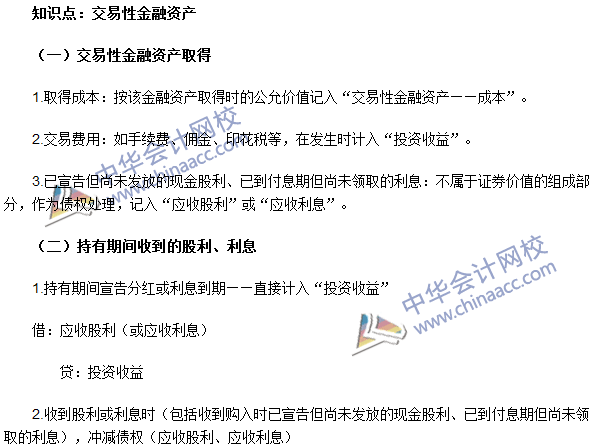 知识点：交易性金融资产
（一）交易性金融资产取得
1.取得成本：按该金融资产取得时的公允价值记入“交易性金融资产——成本”。
2.交易费用：如手续费、佣金、印花税等，在发生时计入“投资收益”。
3.已宣告但尚未发放的现金股利、已到付息期但尚未领取的利息：不属于证券价值的组成部
分，作为债权处理，记入“应收股利”或“应收利息”。
（二）持有期间收到的股利、利息
1.持有期间宣告分红或利息到期——直接计入“投资收益”
借：应收股利（或应收利息）
贷：投资收益
2.收到股利或利息时（包括收到购入时已宣告但尚未发放的现金股利、已到付息期但尚未领
取的利息），冲减债权（应收股利、应收利息）
中华会计网校
www.chinaacc.com
中华会计网校
www.chinaacc.com